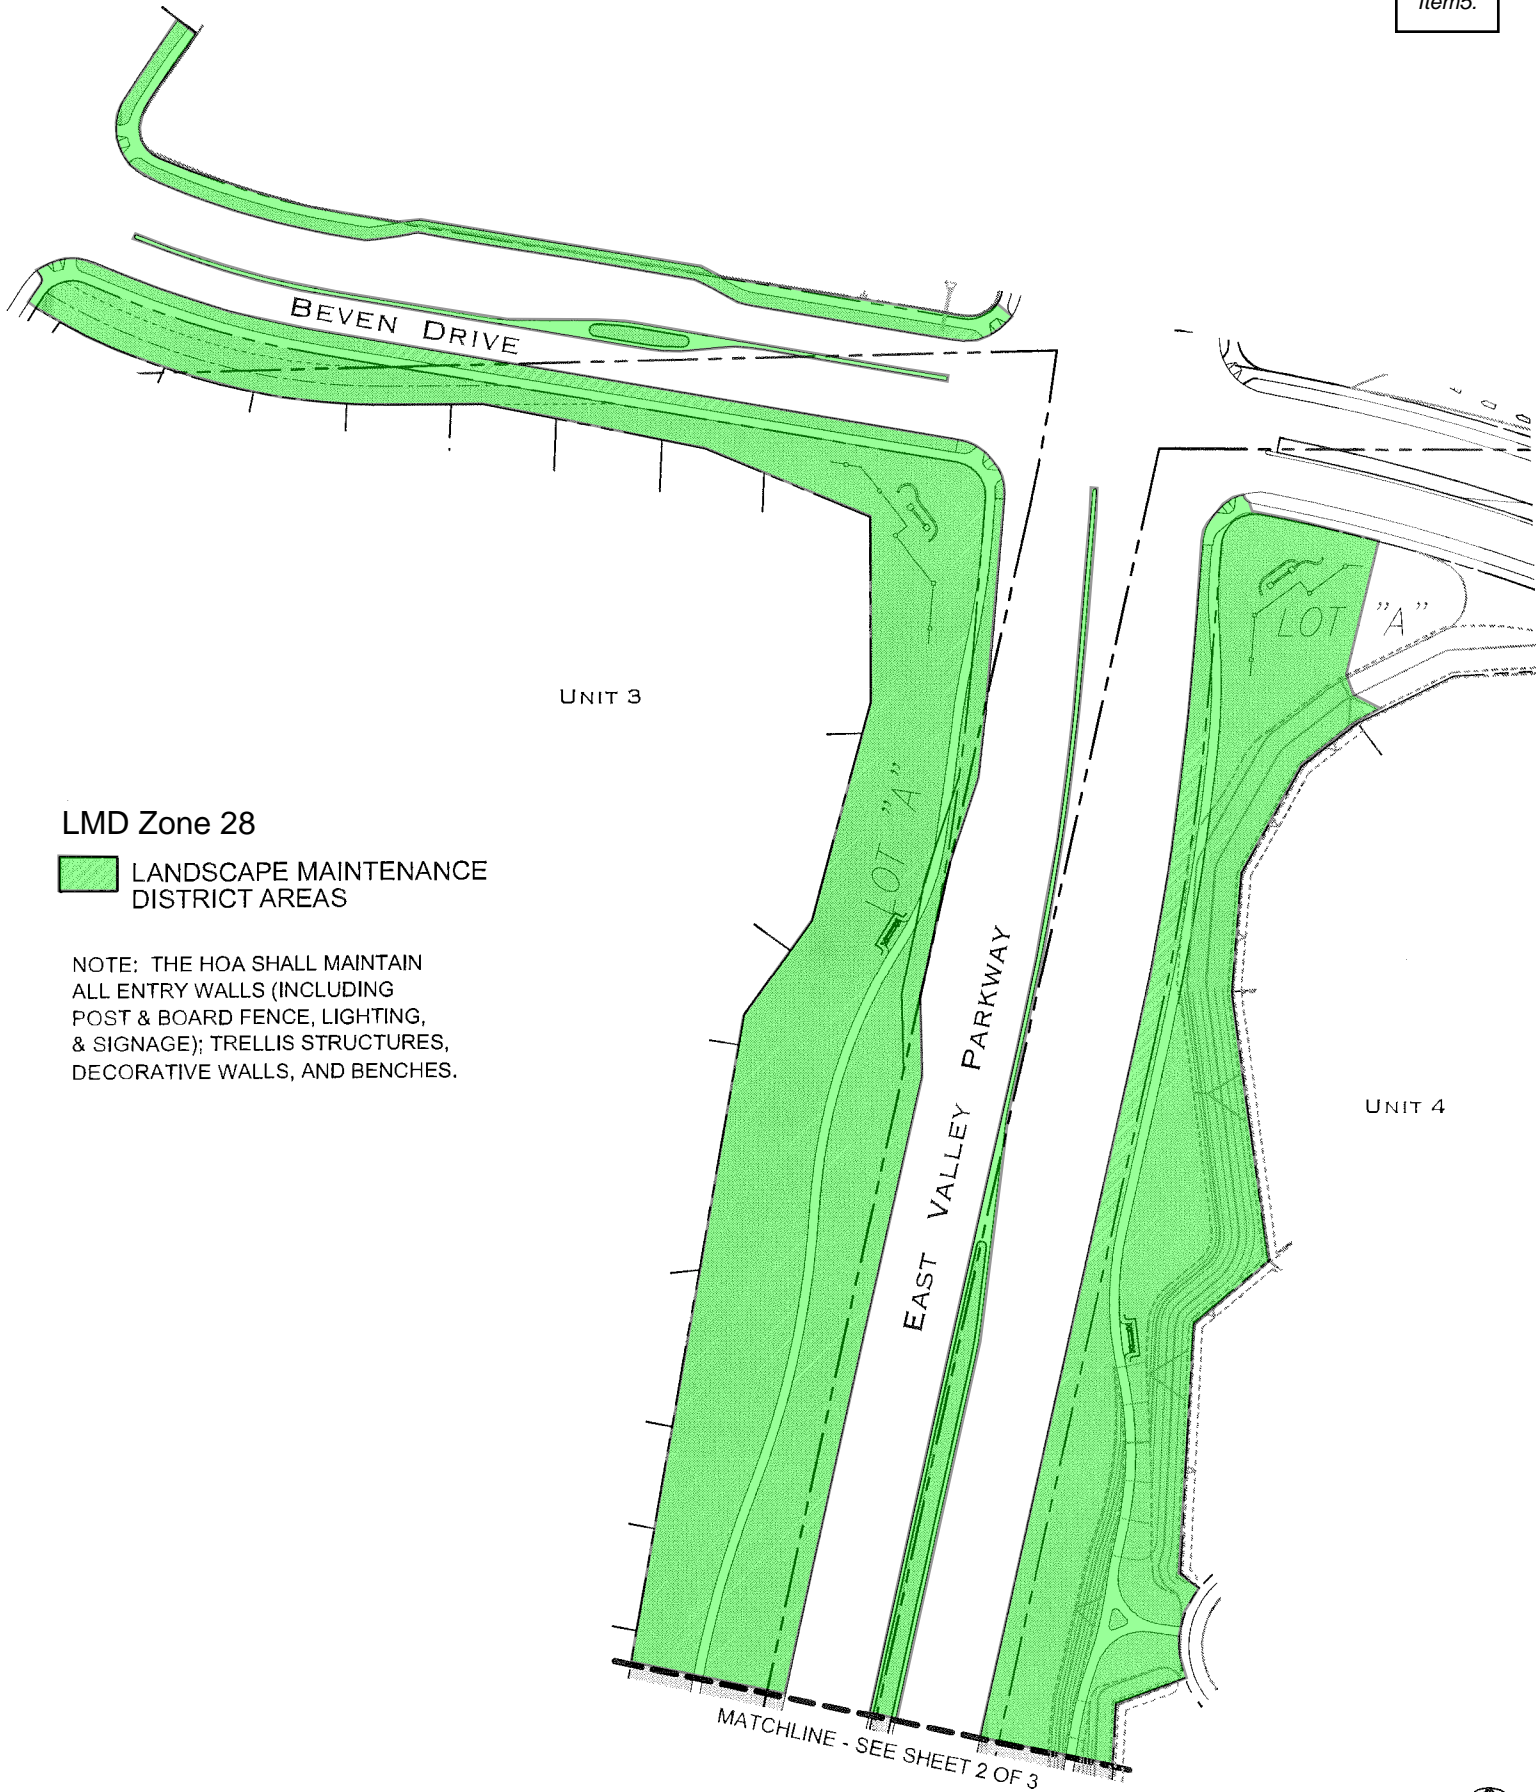 Item5.
BEVEN DRIVE
LOT "A"
UNIT 3
LOT "A"
LMD Zone 28
LANDSCAPE MAINTENANCE
DISTRICT AREAS
NOTE: THE HOA SHALL MAINTAIN
ALL ENTRY WALLS (INCLUDING
POST & BOARD FENCE, LIGHTING,
& SIGNAGE); TRELLIS STRUCTURES,
DECORATIVE WALLS, AND BENCHES.
EAST VALLEY PARKWAY
UNIT 4
MATCHLINE - SEE SHEET 2 OF 3